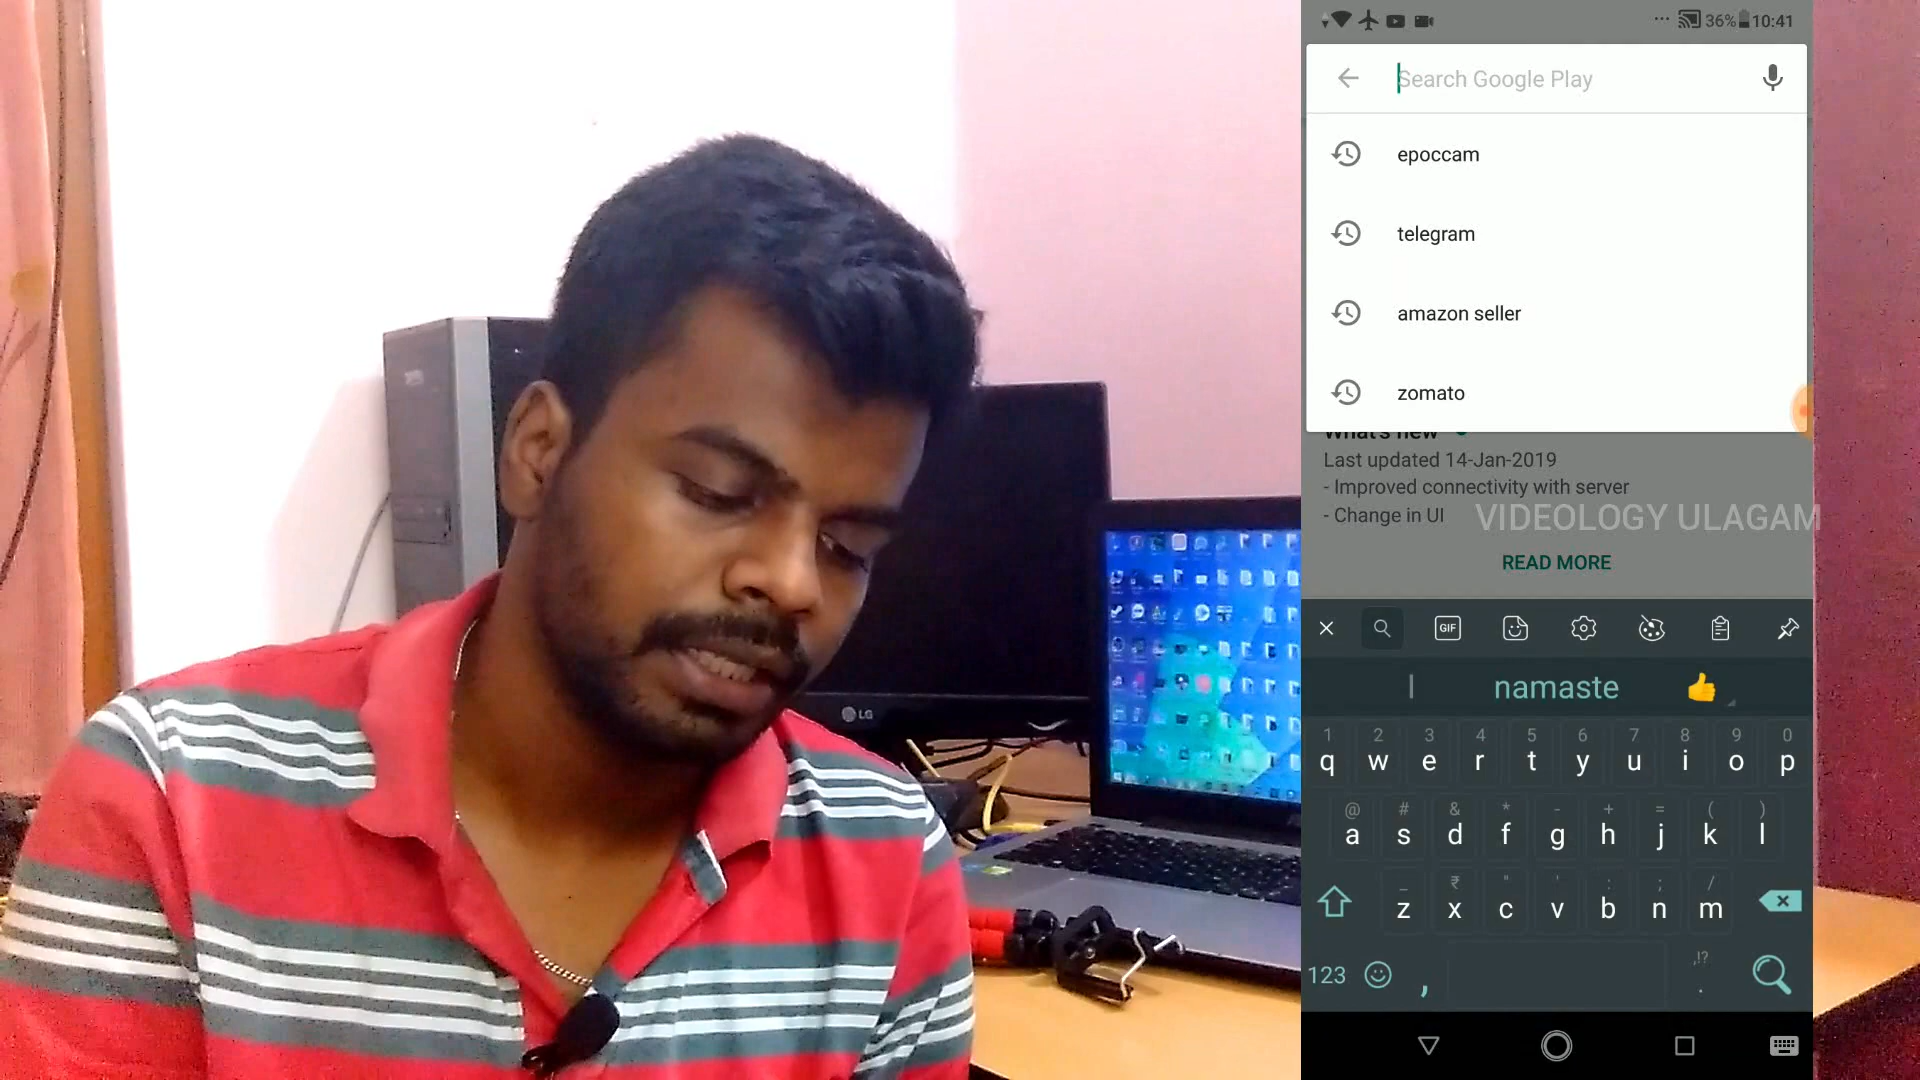 36% 10:41
Search Google Play
epoccam
telegram
amazon seller
zomato
What's new
Last updated 14-Jan-2019
- Improved connectivity with server
- Change in UI
VIDEOLOGY ULAGAM
READ MORE
GIF
namaste
1 2 3 4 5 6 7 8 9 0
q w e r t y u i o p
@ # & * - + = ( )
a s d f g h j k l
_ ₹ " ' : ; /
z x c v b n m
123 , ,!? .
LG